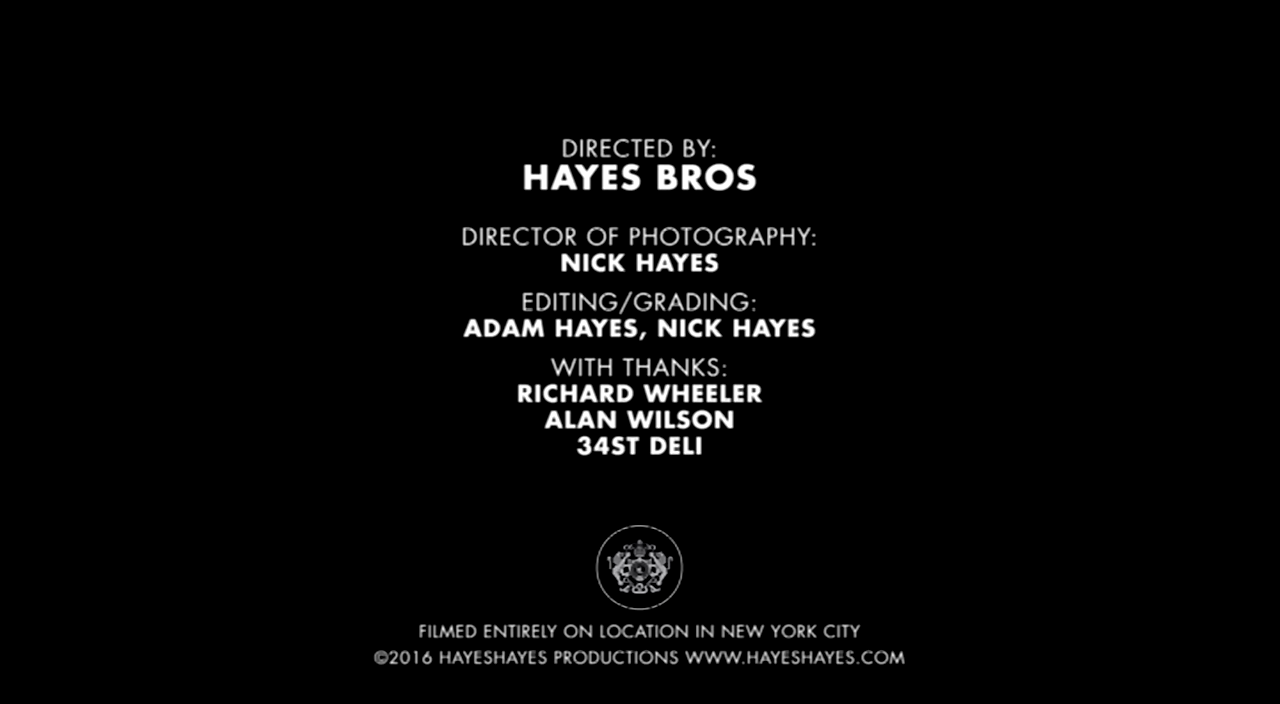 DIRECTED BY:
HAYES BROS
DIRECTOR OF PHOTOGRAPHY:
NICK HAYES
EDITING/GRADING:
ADAM HAYES, NICK HAYES
WITH THANKS:
RICHARD WHEELER
ALAN WILSON
34ST DELI
FILMED ENTIRELY ON LOCATION IN NEW YORK CITY
©2016 HAYESHAYES PRODUCTIONS WWW.HAYESHAYES.COM